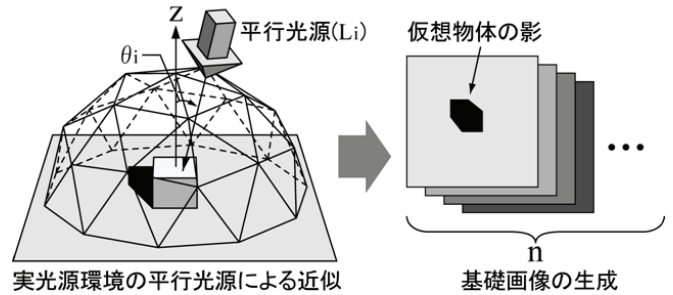 z
平行光源(Li)
θi
仮想物体の影
•••
n
実光源環境の平行光源による近似
基礎画像の生成